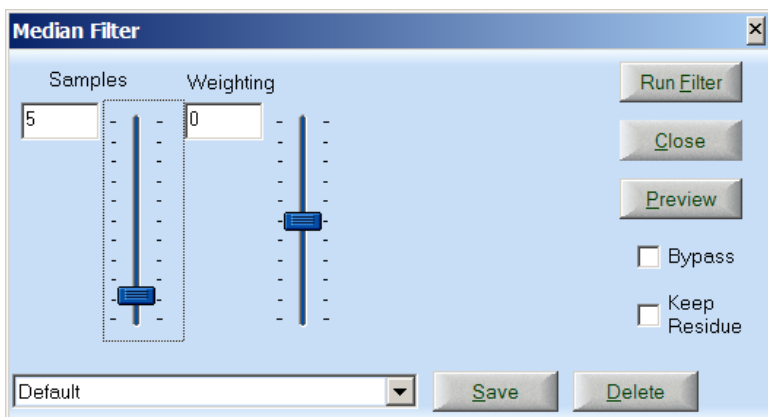 Median Filter
Samples Weighting
5 0
Run Filter
Close
Preview
Bypass
Keep
Residue
Default
Save
Delete